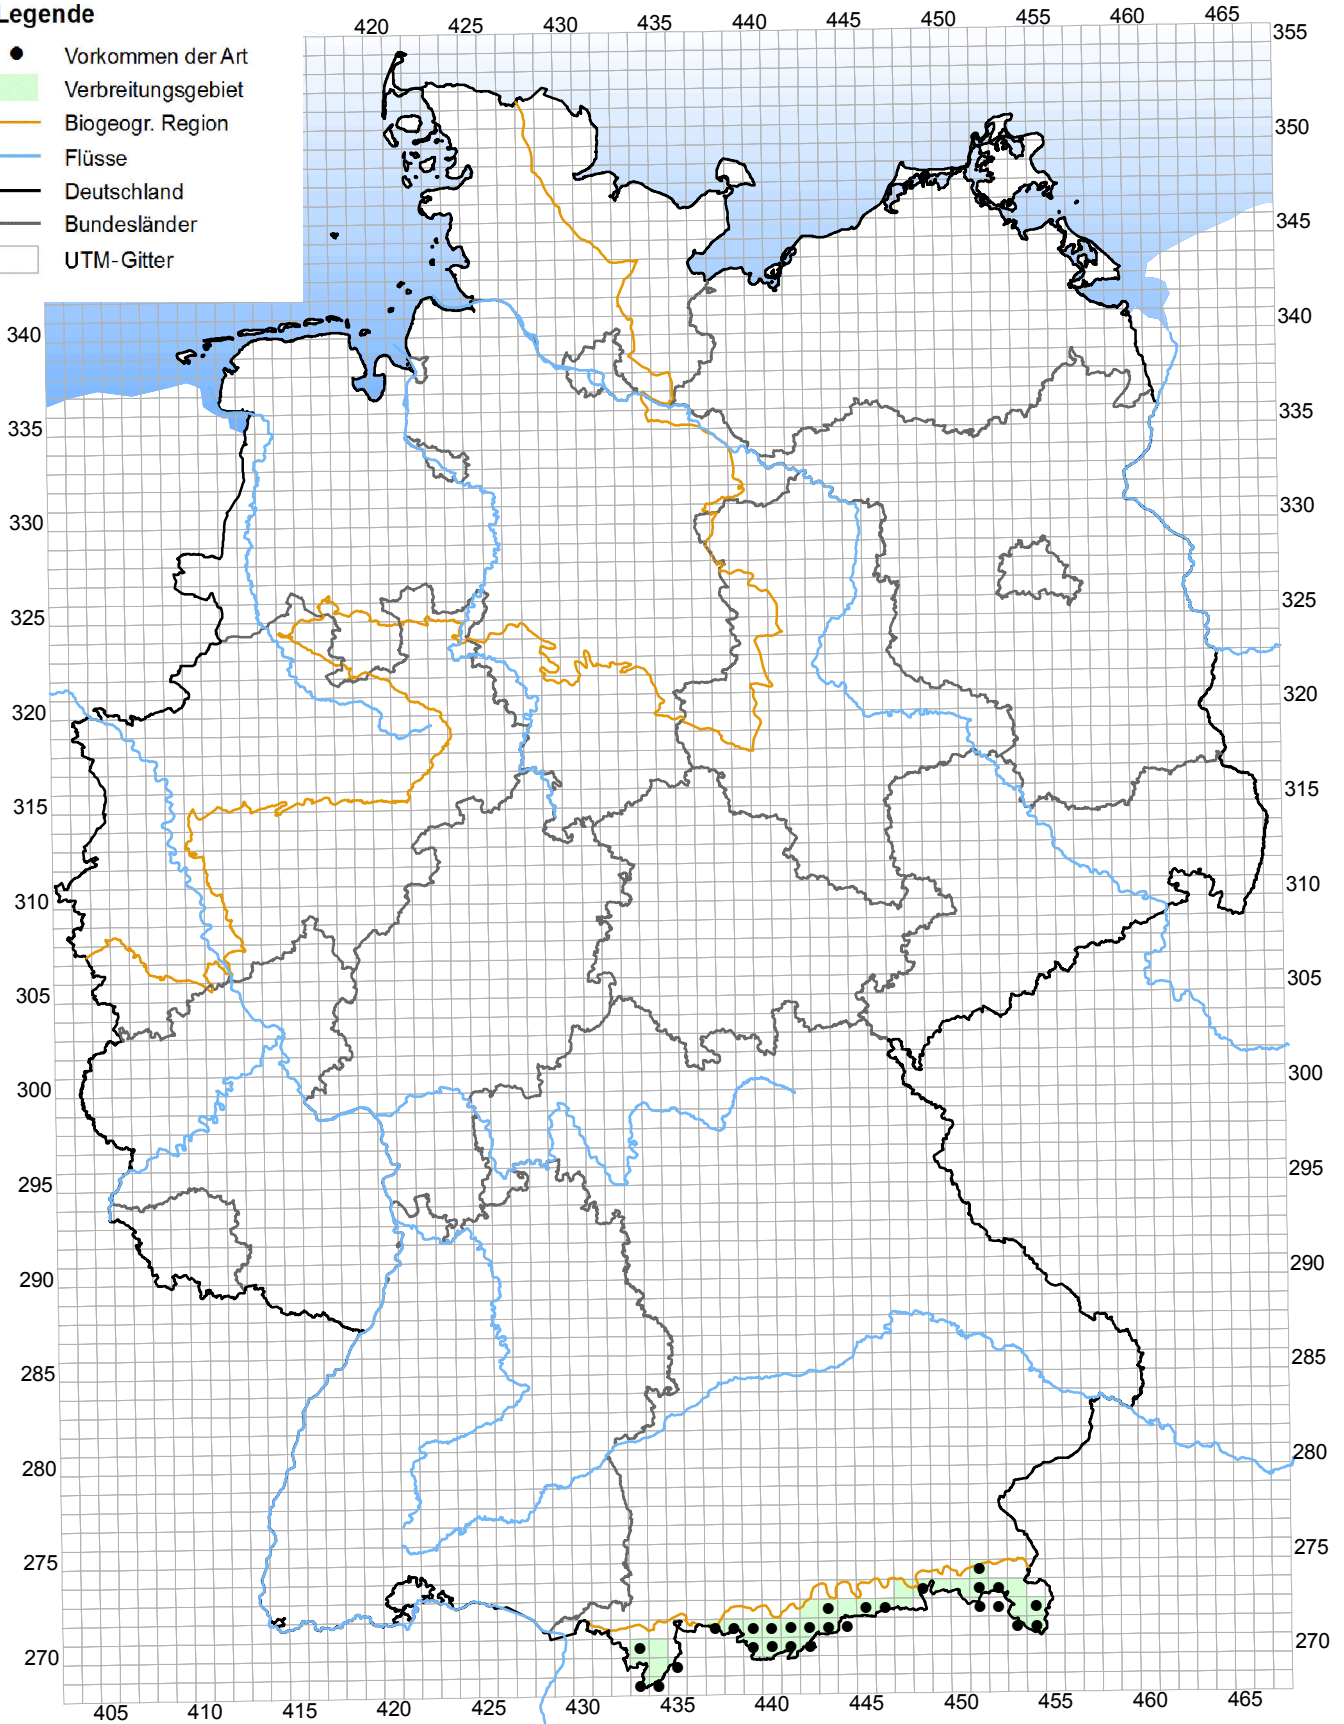 Legende
Vorkommen der Art
Verbreitungsgebiet
Biogeogr. Region
Flüsse
Deutschland
Bundesländer
UTM-Gitter
420 425 430 435 440 445 450 455 460 465
355
350
345
340 340
335 335
330 330
325 325
320 320
315 315
310 310
305 305
300 300
295 295
290 290
285 285
280 280
275 275
270 270
405 410 415 420 425 430 435 440 445 450 455 460 465